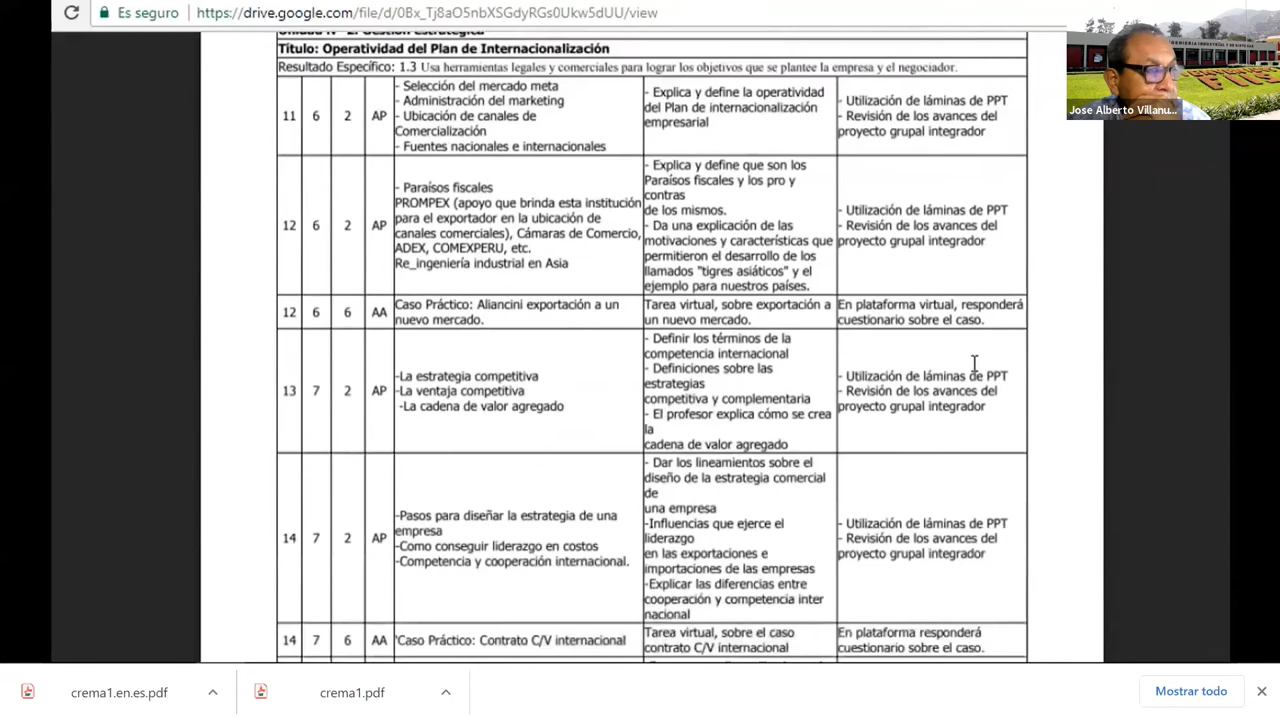 Es seguro https://drive.google.com/file/d/0Bx_Tj8aO5nbXSGdyRGs0Ukw5dUU/view
Unidad N° 2: Gestión Estratégica
Título: Operatividad del Plan de Internacionalización
Resultado Específico: 1.3 Usa herramientas legales y comerciales para lograr los objetivos que se plantee la empresa y el negociador.
11 6 2 AP
- Selección del mercado meta
- Administración del marketing
- Ubicación de canales de
Comercialización
- Fuentes nacionales e internacionales
- Explica y define la operatividad
del Plan de internacionalización
empresarial
- Utilización de láminas de PPT
- Revisión de los avances del
proyecto grupal integrador
12 6 2 AP
- Paraísos fiscales
PROMPEX (apoyo que brinda esta institución
para el exportador en la ubicación de
canales comerciales), Cámaras de Comercio,
ADEX, COMEXPERU, etc.
Re_ingeniería industrial en Asia
- Explica y define que son los
Paraísos fiscales y los pro y
contras
de los mismos.
- Da una explicación de las
motivaciones y características que
permitieron el desarrollo de los
llamados "tigres asiáticos" y el
ejemplo para nuestros países.
- Utilización de láminas de PPT
- Revisión de los avances del
proyecto grupal integrador
12 6 6 AA
Caso Práctico: Aliancini exportación a un
nuevo mercado.
Tarea virtual, sobre exportación a
un nuevo mercado.
En plataforma virtual, responderá
cuestionario sobre el caso.
13 7 2 AP
-La estrategia competitiva
-La ventaja competitiva
-La cadena de valor agregado
- Definir los términos de la
competencia internacional
- Definiciones sobre las
estrategias
competitiva y complementaria
- El profesor explica cómo se crea
la
cadena de valor agregado
- Utilización de láminas de PPT
- Revisión de los avances del
proyecto grupal integrador
14 7 2 AP
-Pasos para diseñar la estrategia de una
empresa
-Como conseguir liderazgo en costos
-Competencia y cooperación internacional.
- Dar los lineamientos sobre el
diseño de la estrategia comercial
de
una empresa
-Influencias que ejerce el
liderazgo
en las exportaciones e
importaciones de las empresas
-Explicar las diferencias entre
cooperación y competencia inter
nacional
- Utilización de láminas de PPT
- Revisión de los avances del
proyecto grupal integrador
14 7 6 AA
'Caso Práctico: Contrato C/V internacional
Tarea virtual, sobre el caso
contrato C/V internacional
En plataforma responderá
cuestionario sobre el caso.
Jose Alberto Villanu...
crema1.en.es.pdf
crema1.pdf
Mostrar todo